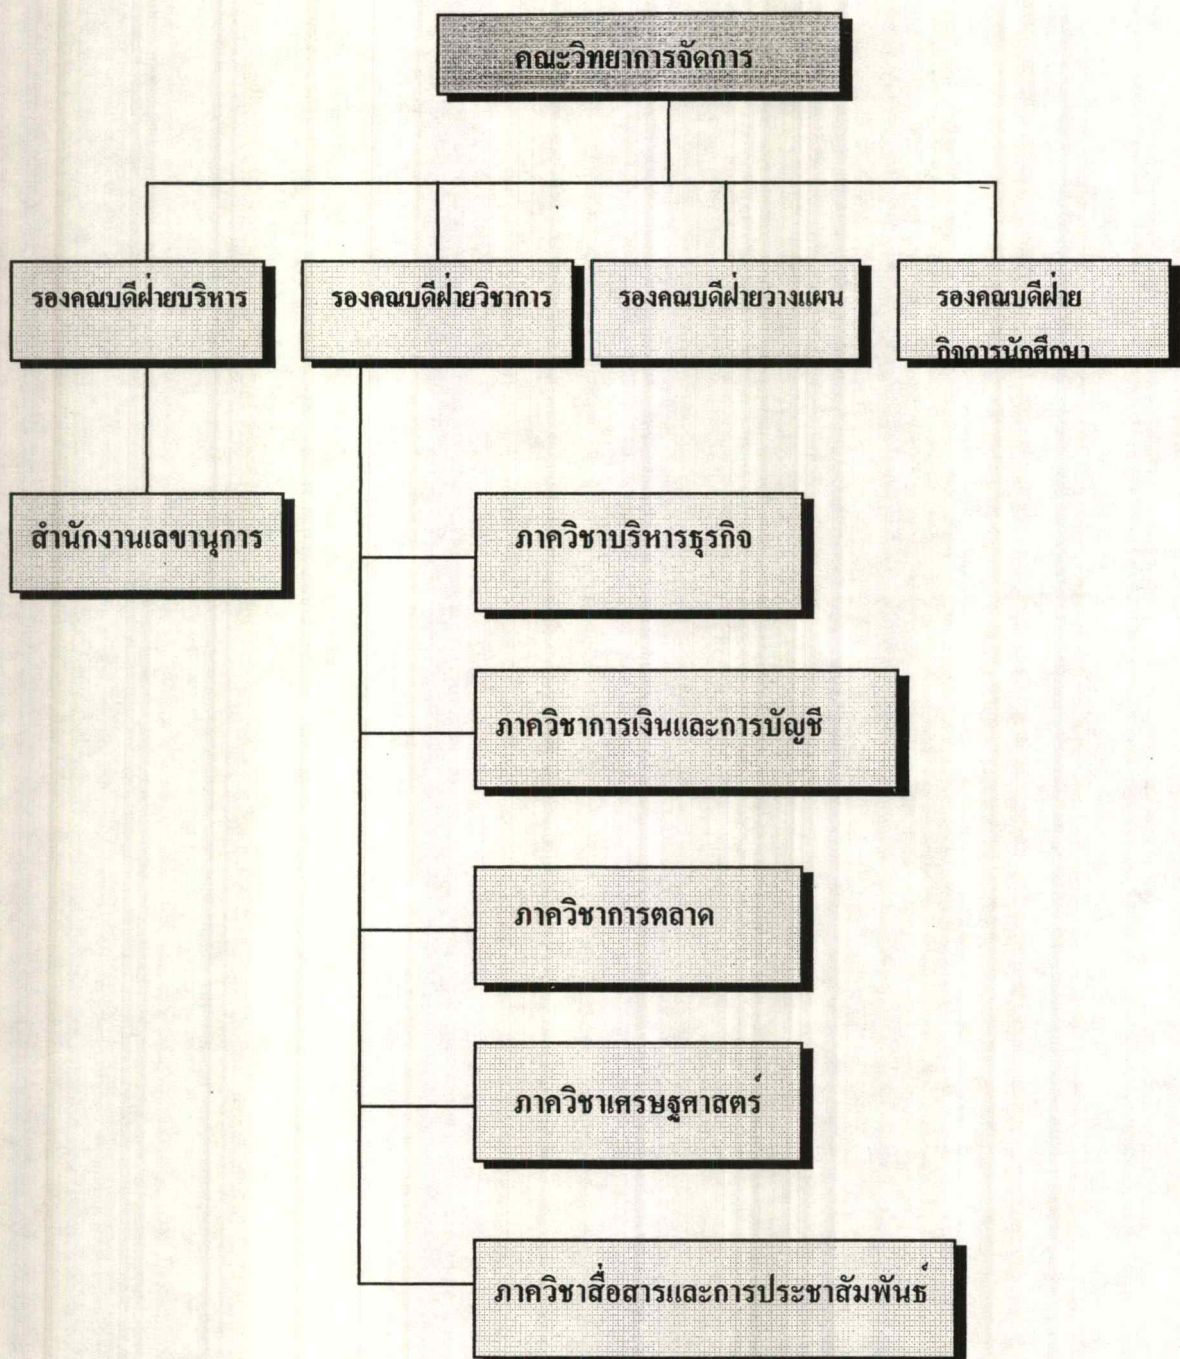 คณะวิทยาการจัดการ
รองคณบดีฝ่ายบริหาร
รองคณบดีฝ่ายวิชาการ
รองคณบดีฝ่ายวางแผน
รองคณบดีฝ่าย
กิจการนักศึกษา
สำนักงานเลขานุการ
ภาควิชาบริหารธุรกิจ
ภาควิชาการเงินและการบัญชี
ภาควิชาการตลาด
ภาควิชาเศรษฐศาสตร์
ภาควิชาสื่อสารและการประชาสัมพันธ์